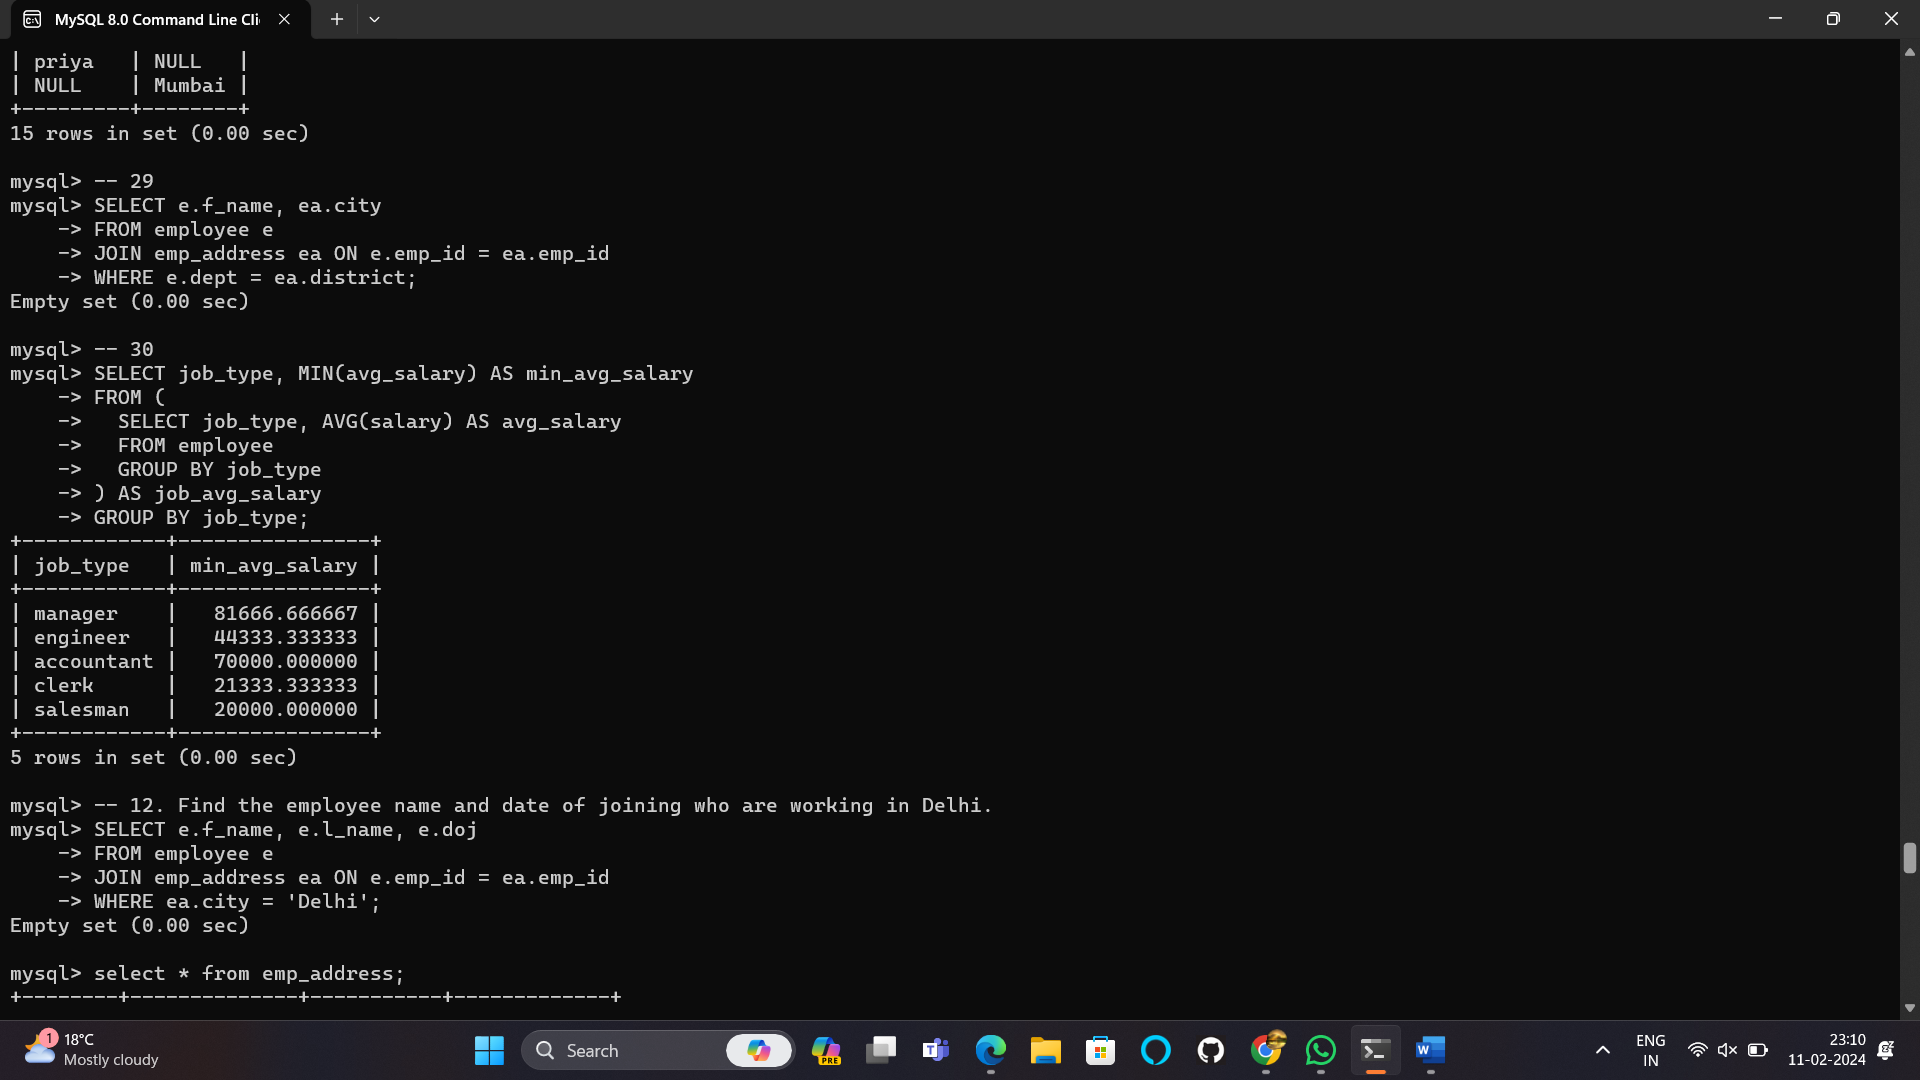 MySQL 8.0 Command Line Cli
| priya   | NULL   |
| NULL    | Mumbai |
+---------+--------+
15 rows in set (0.00 sec)
mysql> -- 29
mysql> SELECT e.f_name, ea.city
    -> FROM employee e
    -> JOIN emp_address ea ON e.emp_id = ea.emp_id
    -> WHERE e.dept = ea.district;
Empty set (0.00 sec)
mysql> -- 30
mysql> SELECT job_type, MIN(avg_salary) AS min_avg_salary
    -> FROM (
    ->   SELECT job_type, AVG(salary) AS avg_salary
    ->   FROM employee
    ->   GROUP BY job_type
    -> ) AS job_avg_salary
    -> GROUP BY job_type;
+------------+----------------+
| job_type   | min_avg_salary |
+------------+----------------+
| manager    |   81666.666667 |
| engineer   |   44333.333333 |
| accountant |   70000.000000 |
| clerk      |   21333.333333 |
| salesman   |   20000.000000 |
+------------+----------------+
5 rows in set (0.00 sec)
mysql> -- 12. Find the employee name and date of joining who are working in Delhi.
mysql> SELECT e.f_name, e.l_name, e.doj
    -> FROM employee e
    -> JOIN emp_address ea ON e.emp_id = ea.emp_id
    -> WHERE ea.city = 'Delhi';
Empty set (0.00 sec)
mysql> select * from emp_address;
+--------+--------------+-----------+-------------+
1
18°C
Mostly cloudy
Search
PRE
ENG
IN
23:10
11-02-2024